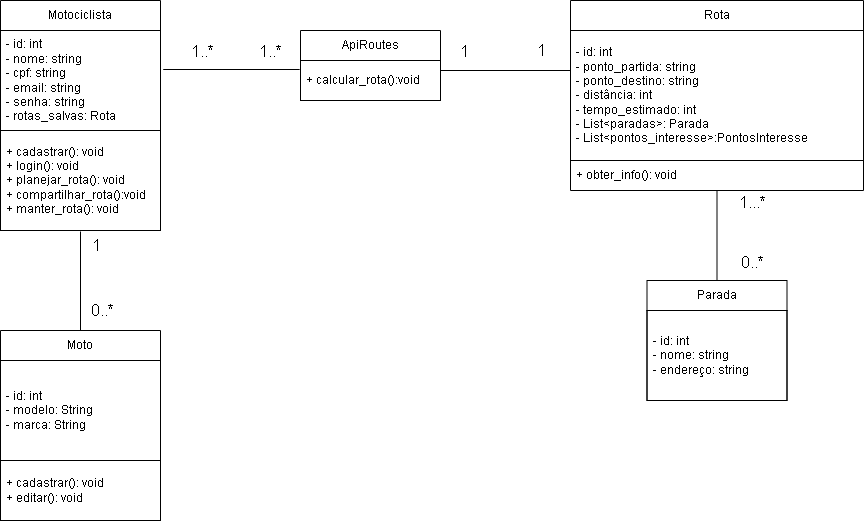 Motociclista
- id: int
- nome: string
- cpf: string
- email: string
- senha: string
- rotas_salvas: Rota
+ cadastrar(): void
+ login(): void
+ planejar_rota(): void
+ compartilhar_rota():void
+ manter_rota(): void
1..*
1..*
ApiRoutes
+ calcular_rota():void
1
1
Rota
- id: int
- ponto_partida: string
- ponto_destino: string
- distância: int
- tempo_estimado: int
- List<paradas>: Parada
- List<pontos_interesse>:PontosInteresse
+ obter_info(): void
1...*
0..*
Parada
- id: int
- nome: string
- endereço: string
1
0..*
Moto
- id: int
- modelo: String
- marca: String
+ cadastrar(): void
+ editar(): void